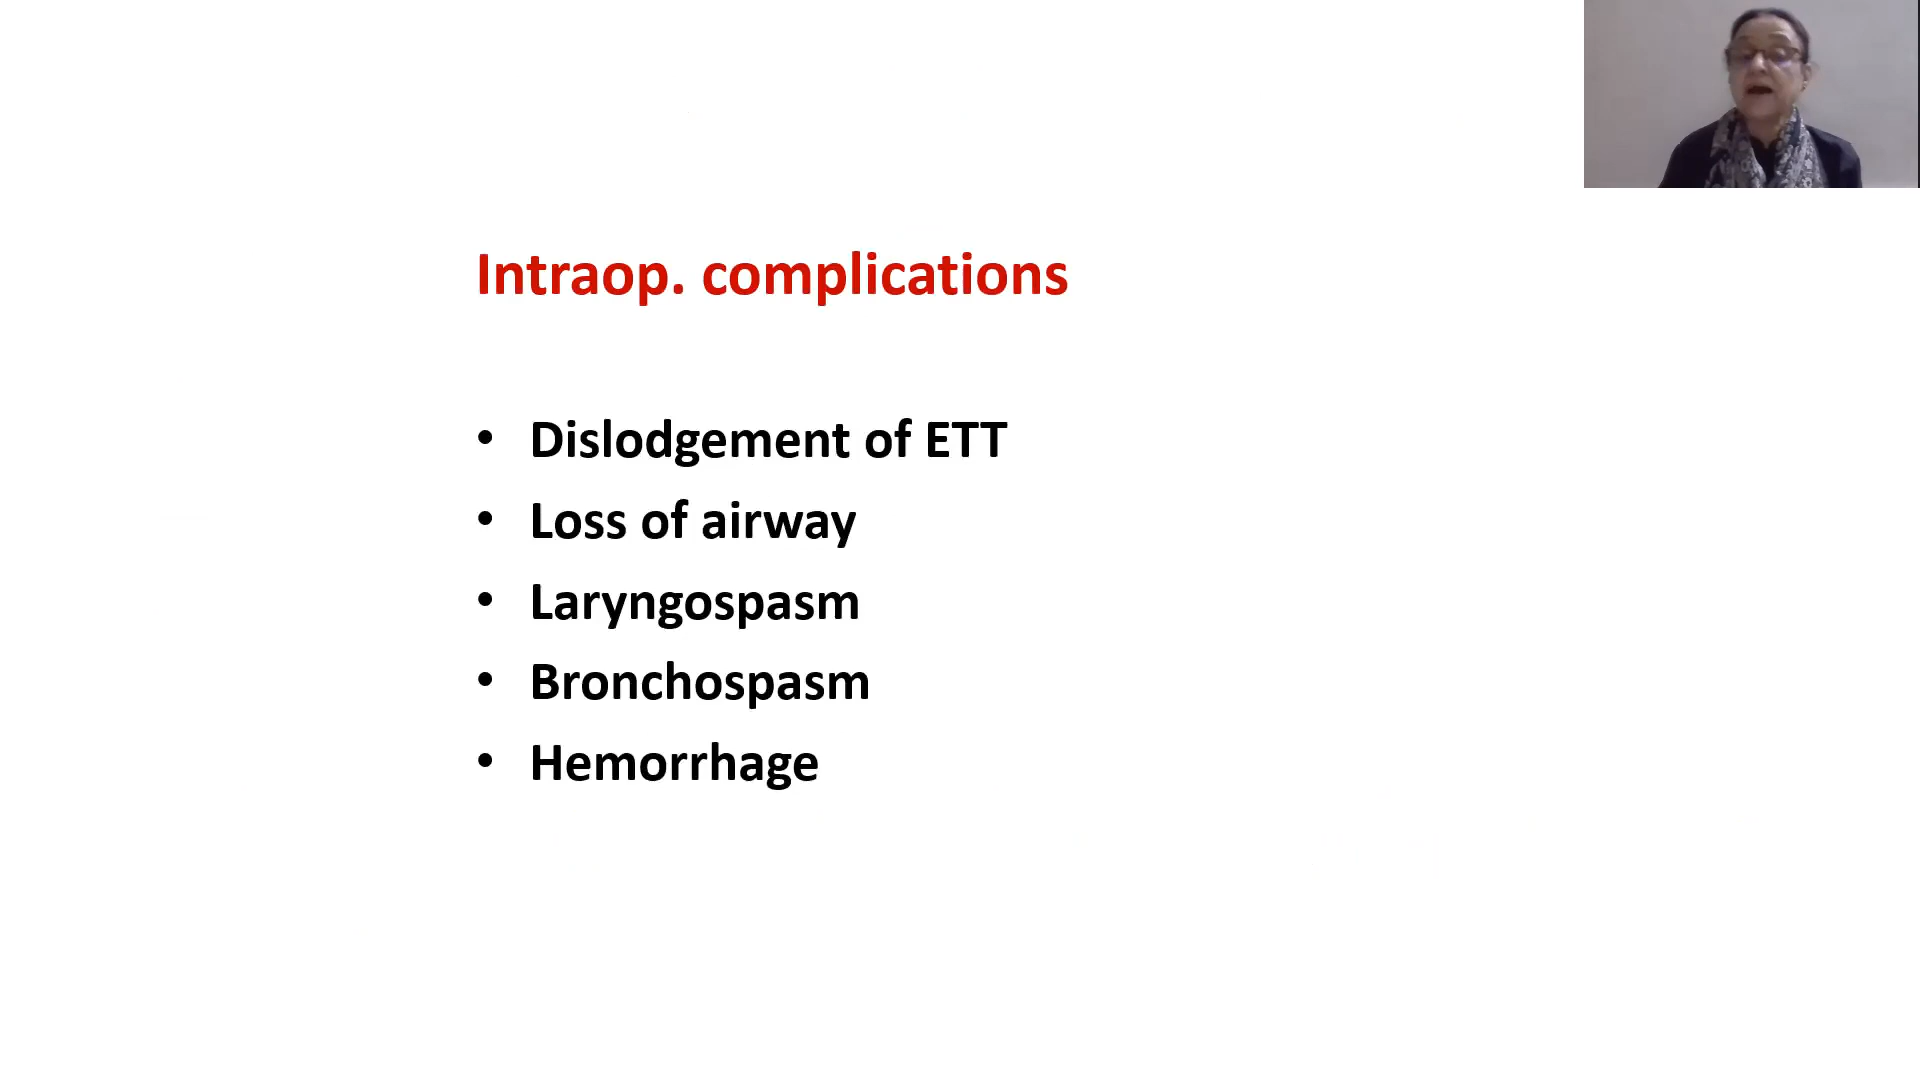 Intraop. complications
• Dislodgement of ETT
• Loss of airway
• Laryngospasm
• Bronchospasm
• Hemorrhage